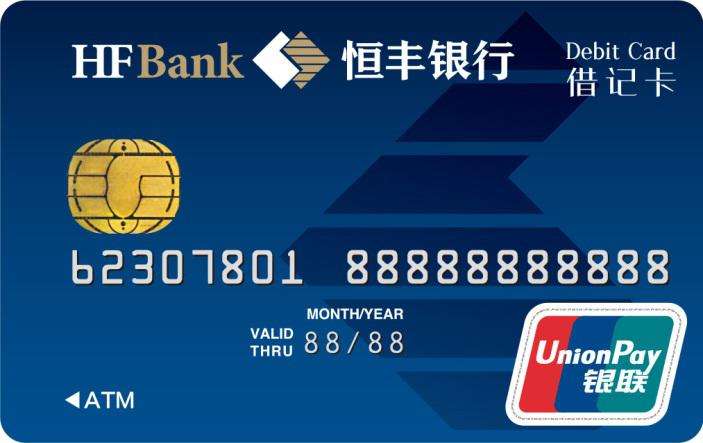 HFBank 恒丰银行
Debit Card
借记卡
62307801 88888888888
MONTH/YEAR
VALID THRU 88/88
UnionPay
银联
ATM